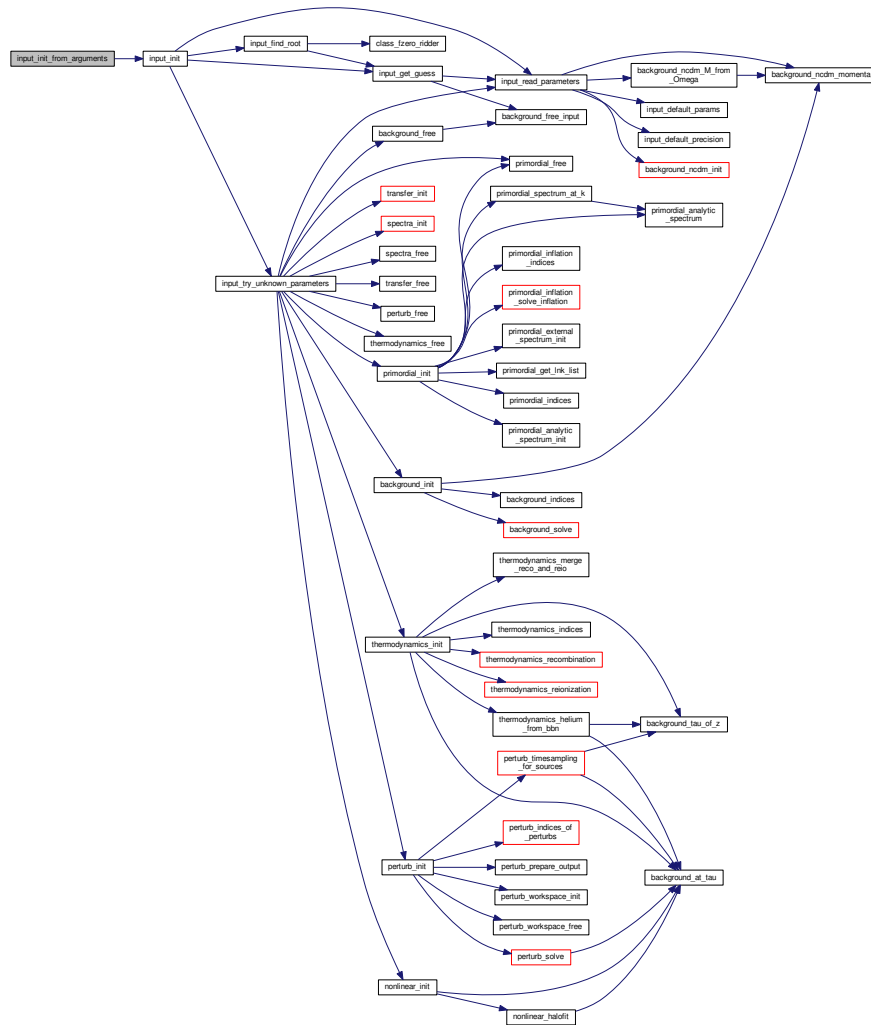 input_init_from_arguments
input_init
input_find_root
class_fzero_ridder
input_get_guess
input_read_parameters
background_ncdm_M_from
_Omega
background_ncdm_momenta
input_default_params
background_free_input
background_free
input_default_precision
primordial_free
background_ncdm_init
transfer_init
primordial_spectrum_at_k
primordial_analytic
_spectrum
spectra_init
spectra_free
primordial_inflation
_indices
input_try_unknown_parameters
transfer_free
primordial_inflation
_solve_inflation
perturb_free
primordial_external
_spectrum_init
thermodynamics_free
primordial_init
primordial_get_lnk_list
primordial_indices
primordial_analytic
_spectrum_init
background_init
background_indices
background_solve
thermodynamics_merge
_reco_and_reio
thermodynamics_init
thermodynamics_indices
thermodynamics_recombination
thermodynamics_reionization
thermodynamics_helium
_from_bbn
background_tau_of_z
perturb_timesampling
_for_sources
perturb_indices_of
_perturbs
perturb_init
perturb_prepare_output
background_at_tau
perturb_workspace_init
perturb_workspace_free
perturb_solve
nonlinear_init
nonlinear_halofit